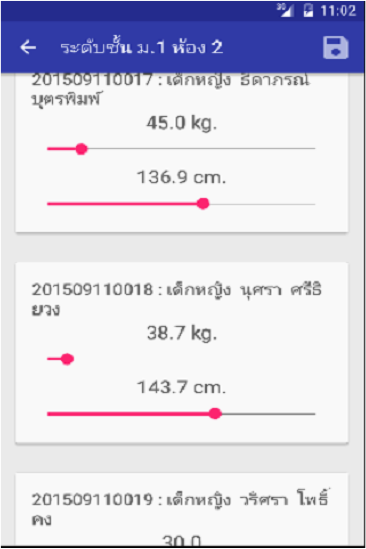 3G 11:02
ระดับชั้น ม.1 ห้อง 2
201509110017 : เด็กหญิง ธิดาภรณ์
บุตรพิมพ์
45.0 kg.
136.9 cm.
201509110018 : เด็กหญิง นุศรา ศรีธิ
ยวง
38.7 kg.
143.7 cm.
201509110019 : เด็กหญิง วริศรา โพธิ์
คง
30.0